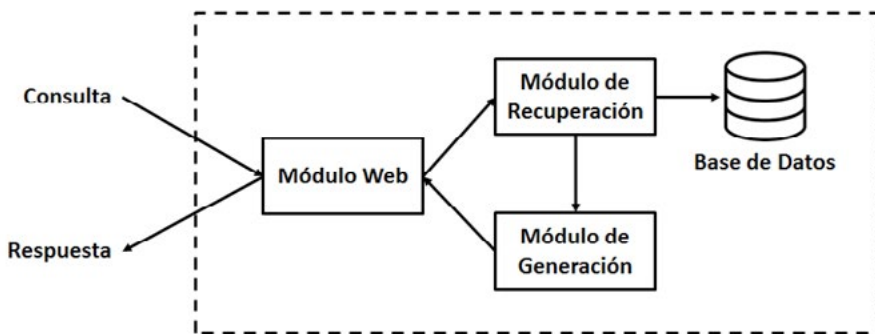 Consulta
Respuesta
Módulo Web
Módulo de
Recuperación
Módulo de
Generación
Base de Datos